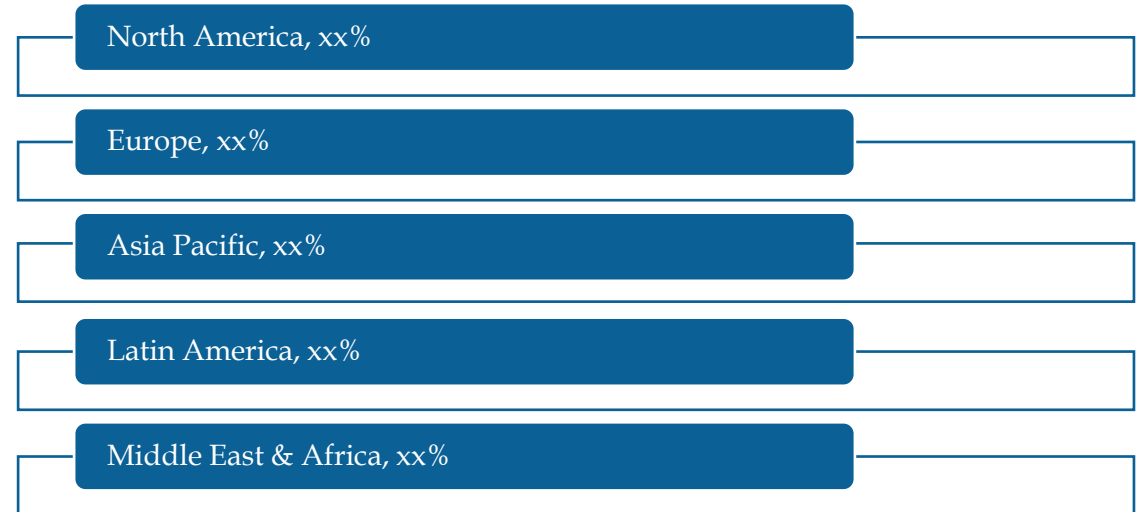 North America, xx%
Europe, xx%
Asia Pacific, xx%
Latin America, xx%
Middle East & Africa, xx%